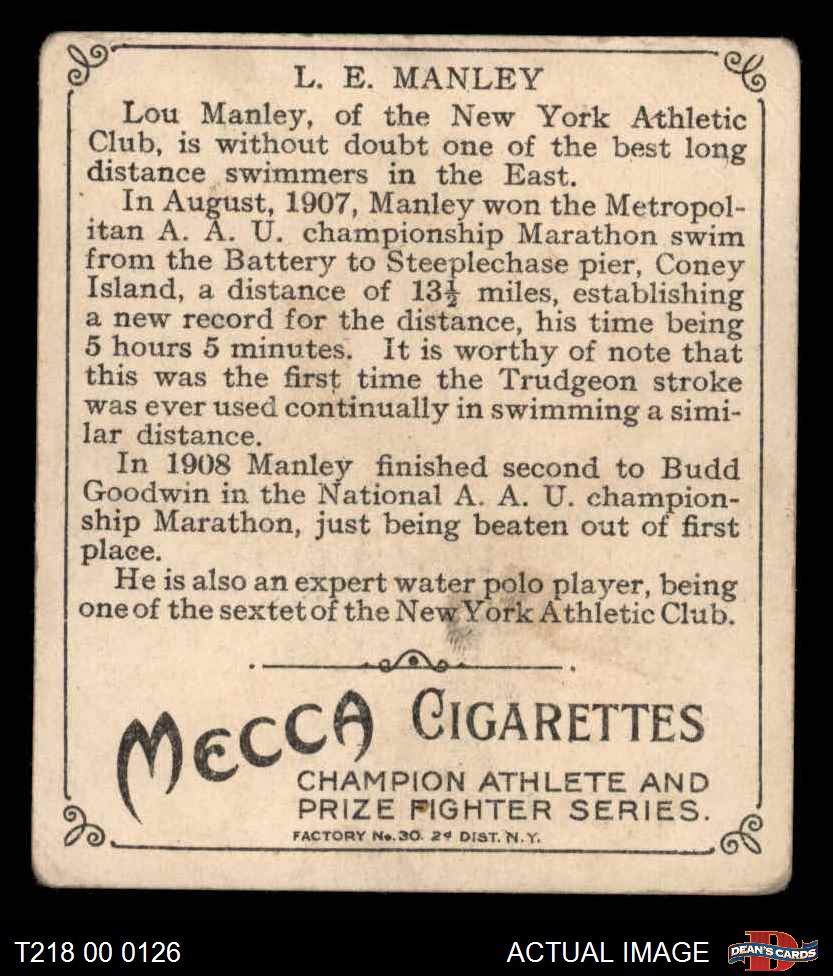 L. E. MANLEY
Lou Manley, of the New York Athletic
Club, is without doubt one of the best long
distance swimmers in the East.
In August, 1907, Manley won the Metropol-
itan A. A. U. championship Marathon swim
from the Battery to Steeplechase pier, Coney
Island, a distance of 13½ miles, establishing
a new record for the distance, his time being
5 hours 5 minutes. It is worthy of note that
this was the first time the Trudgeon stroke
was ever used continually in swimming a simi-
lar distance.
In 1908 Manley finished second to Budd
Goodwin in the National A. A. U. champion-
ship Marathon, just being beaten out of first
place.
He is also an expert water polo player, being
one of the sextet of the New York Athletic Club.
MECCA CIGARETTES
CHAMPION ATHLETE AND
PRIZE FIGHTER SERIES.
FACTORY No. 30. 2d DIST. N.Y.
T218 00 0126
ACTUAL IMAGE
DEAN'S CARDS